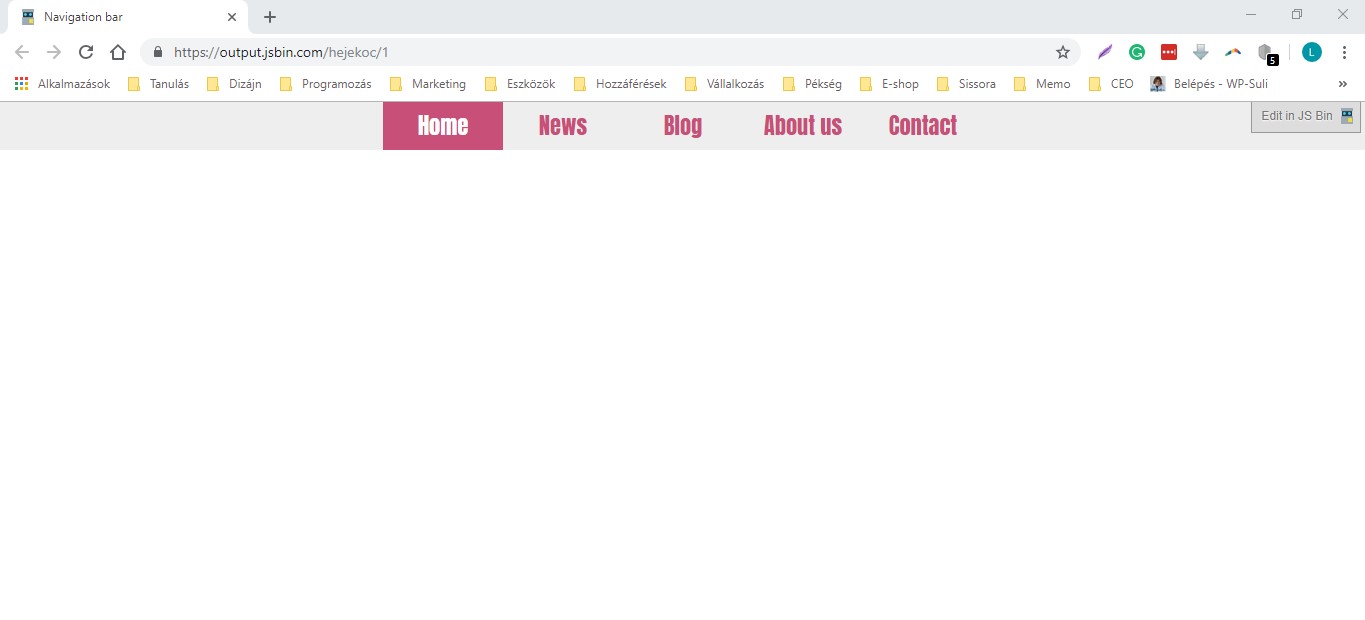 Navigation bar
https://output.jsbin.com/hejekoc/1
L
5
Alkalmazások Tanulás Dizájn Programozás Marketing Eszközök Hozzáférések Vállalkozás Pékség E-shop Sissora Memo CEO Belépés - WP-Suli »
Home News Blog About us Contact Edit in JS Bin